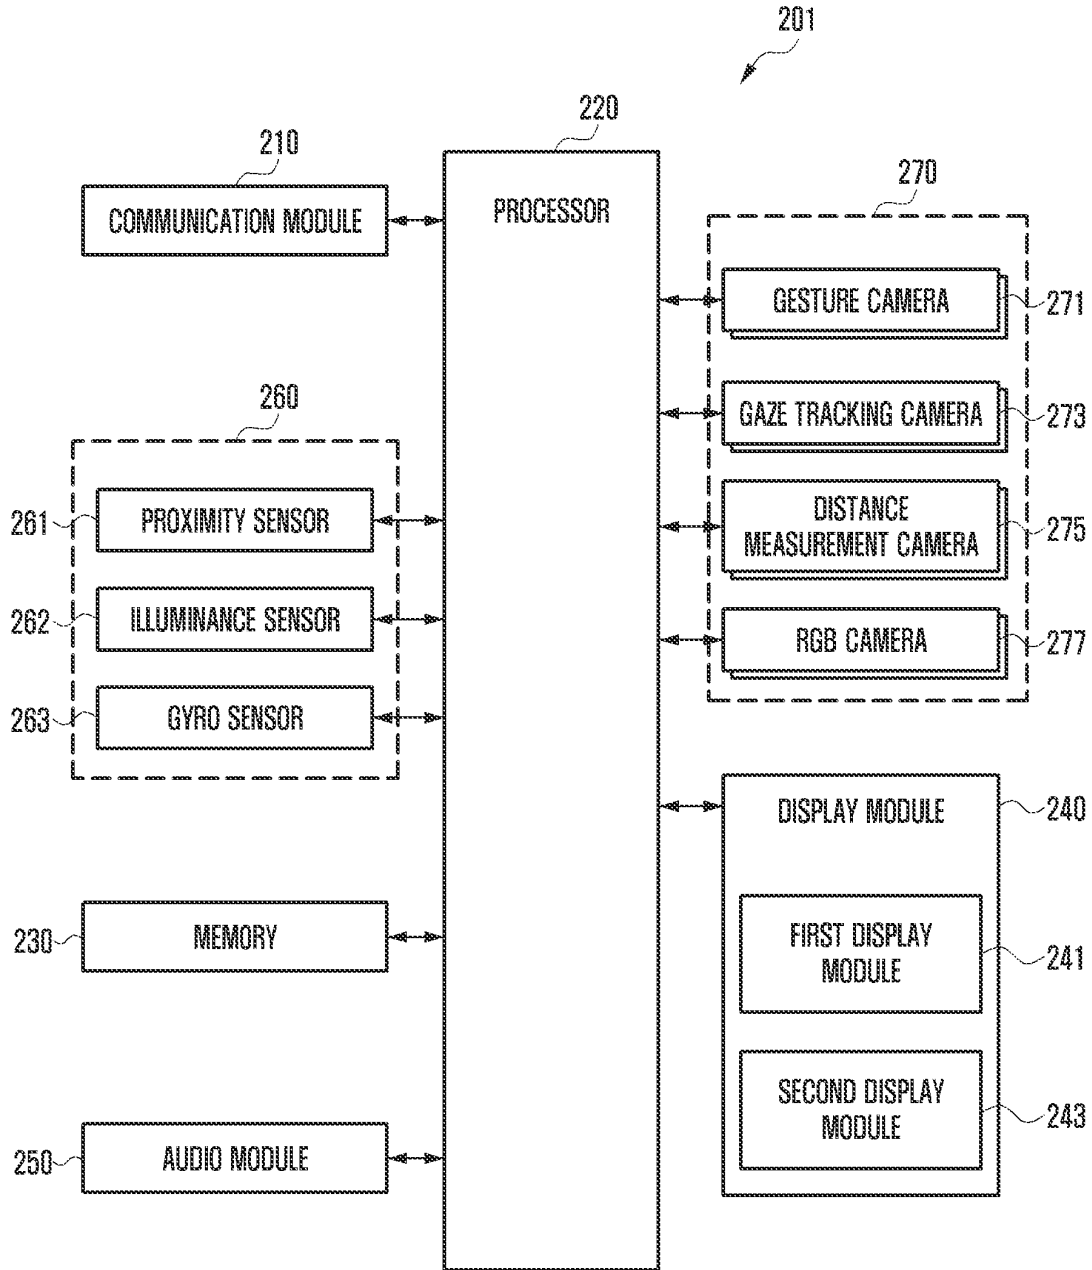 201
220
210
PROCESSOR
COMMUNICATION MODULE
270
GESTURE CAMERA
271
GAZE TRACKING CAMERA
273
260
261
PROXIMITY SENSOR
DISTANCE
MEASUREMENT CAMERA
275
262
ILLUMINANCE SENSOR
RGB CAMERA
277
263
GYRO SENSOR
DISPLAY MODULE
240
230
MEMORY
FIRST DISPLAY
MODULE
241
SECOND DISPLAY
MODULE
243
250
AUDIO MODULE